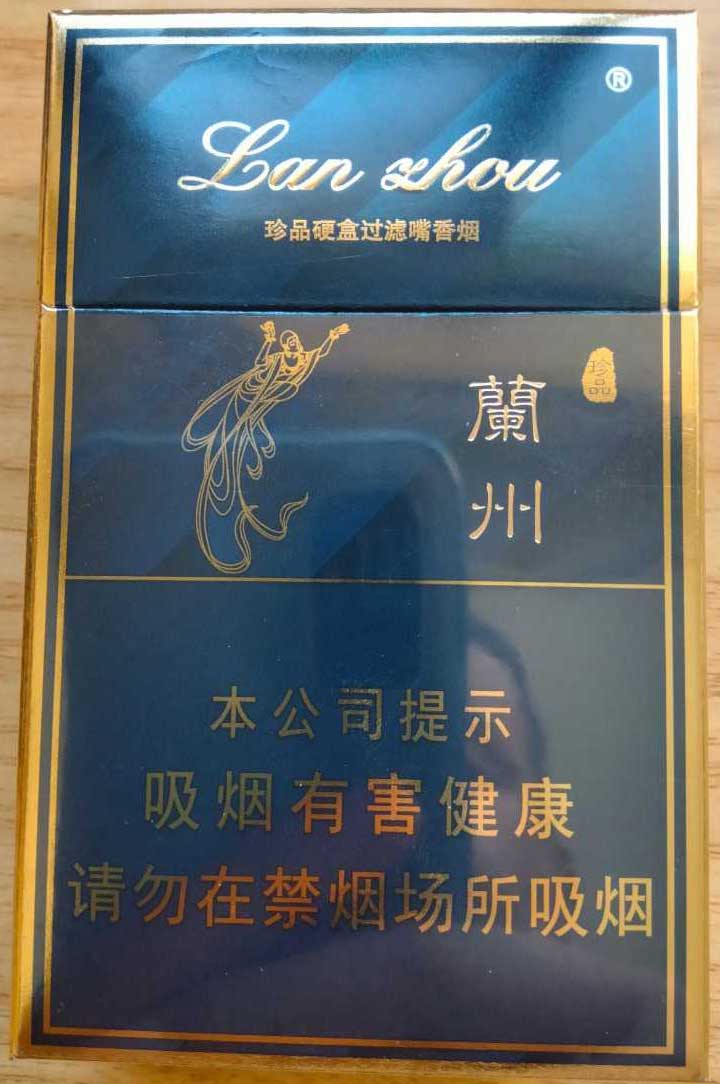 ®
Lan zhou
珍品硬盒过滤嘴香烟
珍品
蘭州
本公司提示
吸烟有害健康
请勿在禁烟场所吸烟